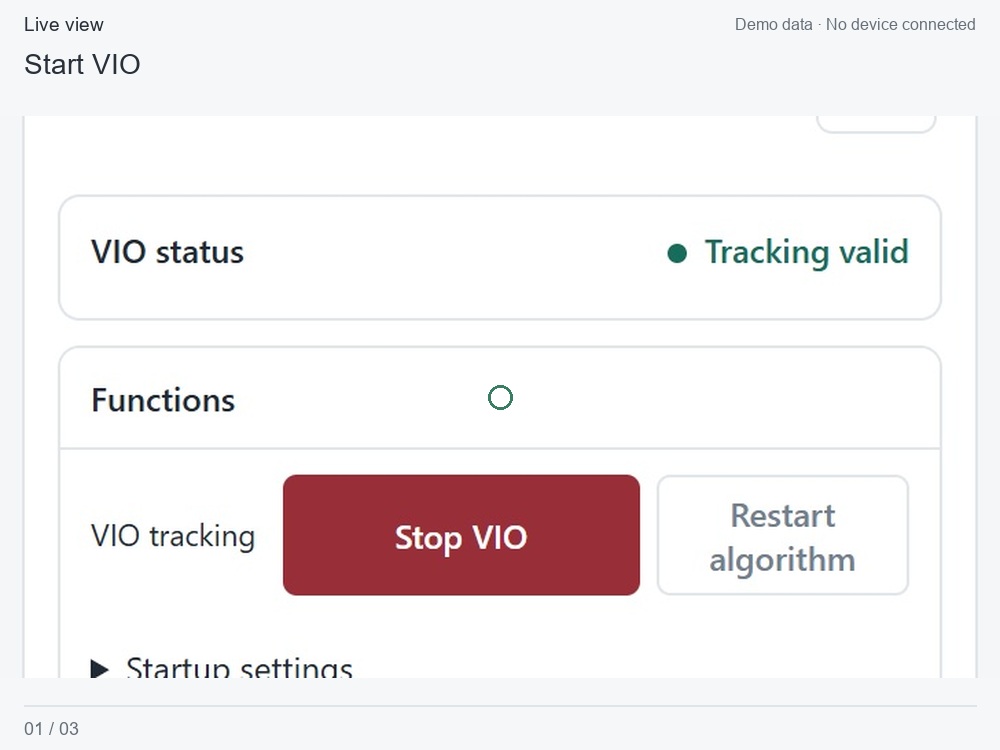 Live view
Demo data · No device connected
Start VIO
VIO status
Tracking valid
Functions
VIO tracking
Stop VIO
Restart
algorithm
Startup settings
01 / 03